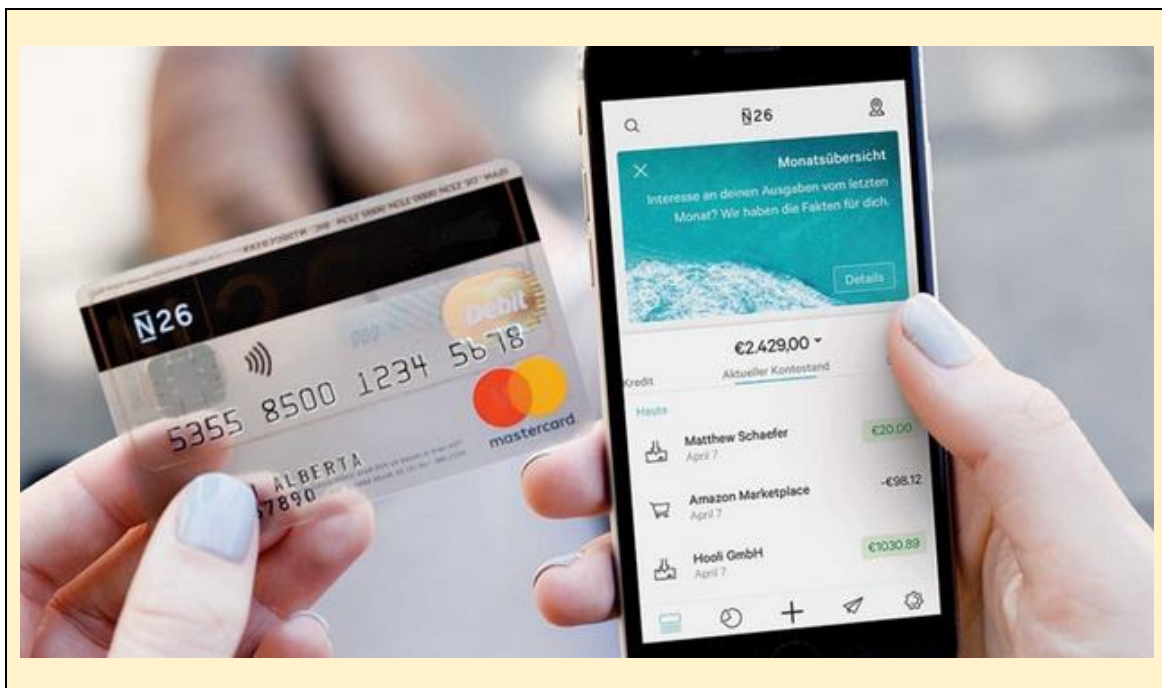 N26
Debit
5355 8500 1234 5678
mastercard
ALBERTA
67890
N26
Monatsübersicht
Interesse an deinen Ausgaben vom letzten
Monat? Wir haben die Fakten für dich.
Details
€2.429,00
Kredit
Aktueller Kontostand
Heute
Matthew Schaefer
€20.00
April 7
Amazon Marketplace
-€98.12
April 7
Hooli GmbH
€1030.89
April 7